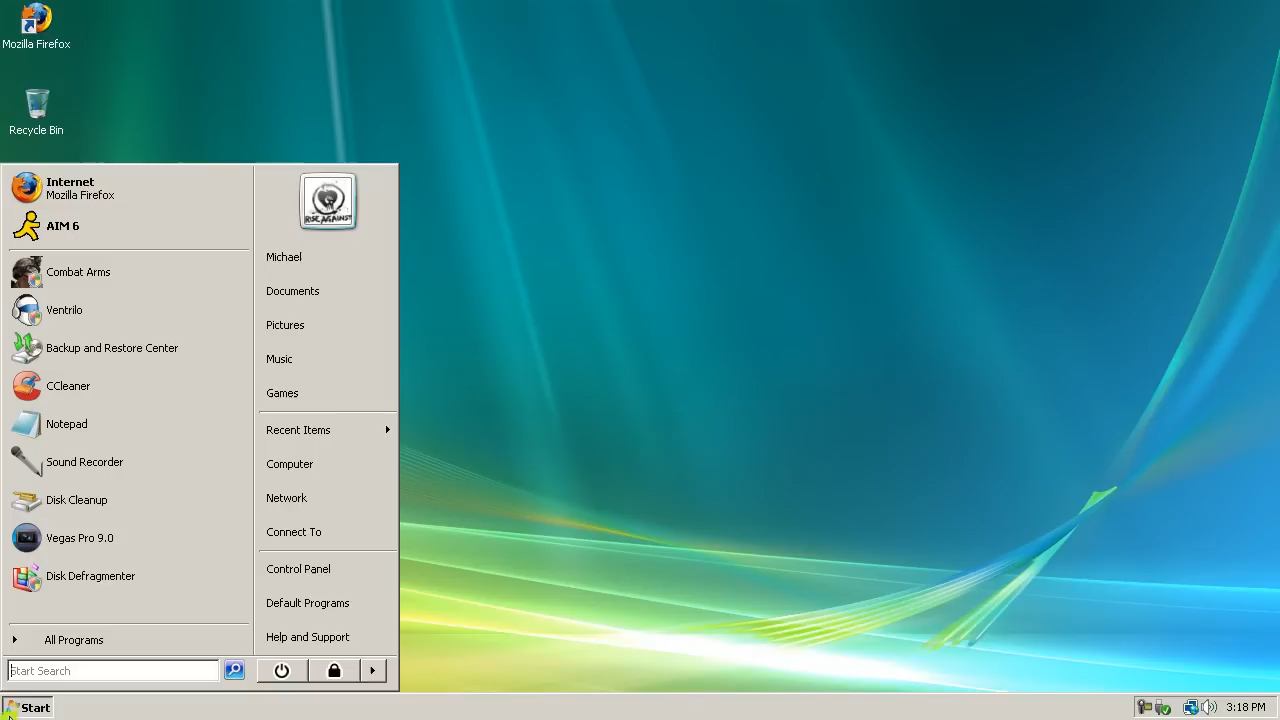 Mozilla Firefox
Recycle Bin
Internet
Mozilla Firefox
AIM 6
Combat Arms
Ventrilo
Backup and Restore Center
CCleaner
Notepad
Sound Recorder
Disk Cleanup
Vegas Pro 9.0
Disk Defragmenter
All Programs
Start Search
RISE AGAINST
Michael
Documents
Pictures
Music
Games
Recent Items
Computer
Network
Connect To
Control Panel
Default Programs
Help and Support
Start
3:18 PM